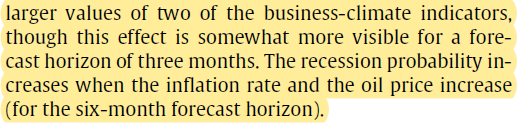 larger values of two of the business-climate indicators,
though this effect is somewhat more visible for a fore-
cast horizon of three months. The recession probability in-
creases when the inflation rate and the oil price increase
(for the six-month forecast horizon).